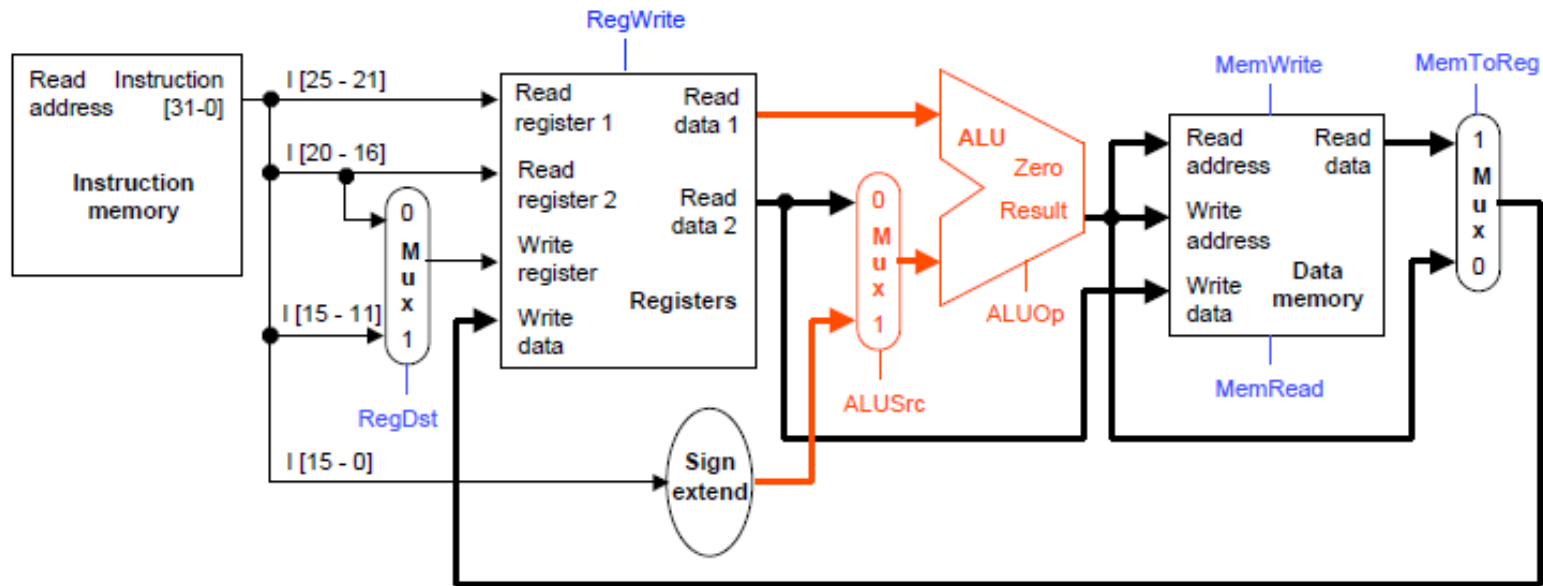 RegWrite
Read Instruction
address [31-0]
Instruction
memory
I [25 - 21]
I [20 - 16]
I [15 - 11]
I [15 - 0]
0
M
u
x
1
RegDst
Read
register 1
Read
data 1
Read
register 2
Read
data 2
Write
register
Write
data
Registers
Sign
extend
0
M
u
x
1
ALUSrc
ALU
Zero
Result
ALUOp
MemWrite
Read
address
Read
data
Write
address
Write
data
Data
memory
MemRead
MemToReg
1
M
u
x
0